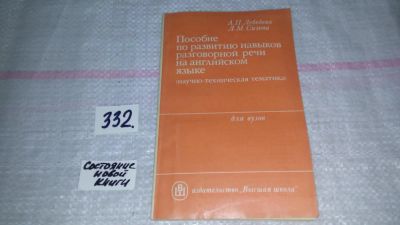 А.П. Лебедева
Л.М. Сизова
Пособие
по развитию навыков
разговорной речи
на английском
языке
(научно-техническая тематика)
для вузов
издательство „Высшая школа"
332.
Состояние
новой
книги